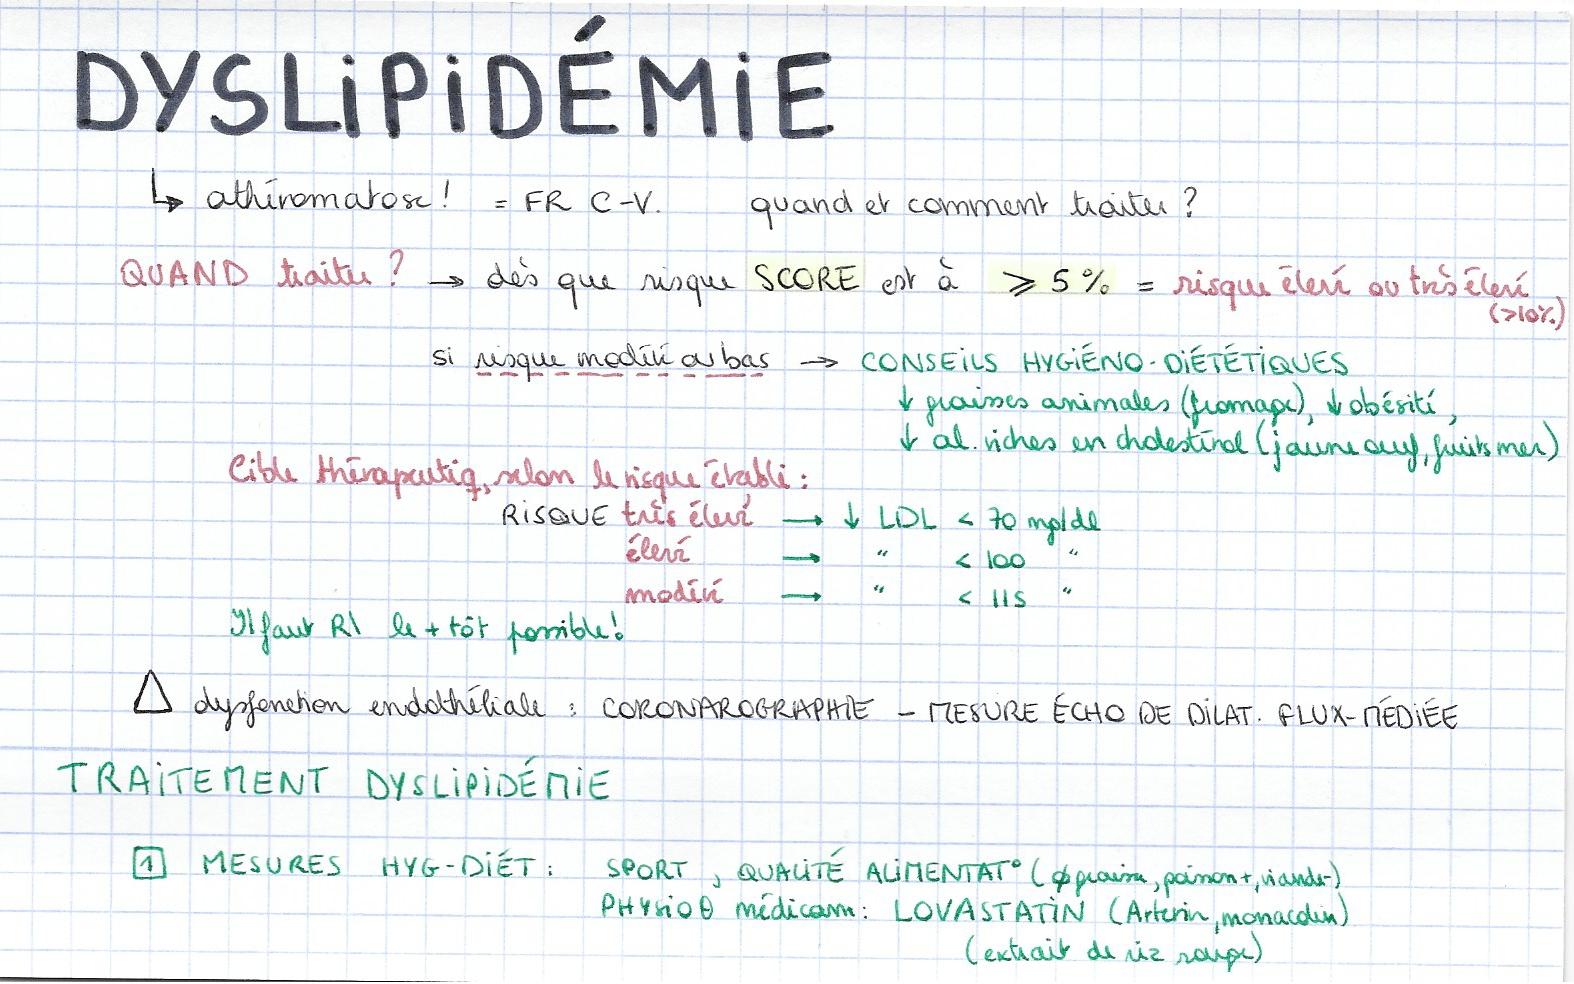 DYSLIPIDÉMIE
↳ athéromatose! = FR C-V. quand et comment traiter ?
QUAND traiter ? → dès que risque SCORE est à ⩾ 5 % = risque élevé ou très élevé
(>10%)
si risque modéré ou bas → CONSEILS HYGIÉNO-DIÉTÉTIQUES
↓ graisses animales (fromage), ↓ obésité,
↓ al. riches en cholestérol (jaune oeuf, fuits mer)
Cible thérapeutiq, selon le risque établi :
RISQUE très élevé → ↓ LDL < 70 mg/dl
élevé → " < 100 "
modéré → " < 115 "
Il faut R\ le + tôt possible!
△ dysfonction endothéliale : CORONAROGRAPHIE - MESURE ÉCHO DE DILAT. FLUX-MÉDIÉE
TRAITEMENT DYSLIPIDÉMIE
1 MESURES HYG-DIÉT : SPORT, QUALITÉ ALIMENTAT° (⌀ graisse, poisson+, viande-)
PHYSIOθ médicam : LOVASTATIN (Arterin, monacolin)
(extrait de riz rouge)